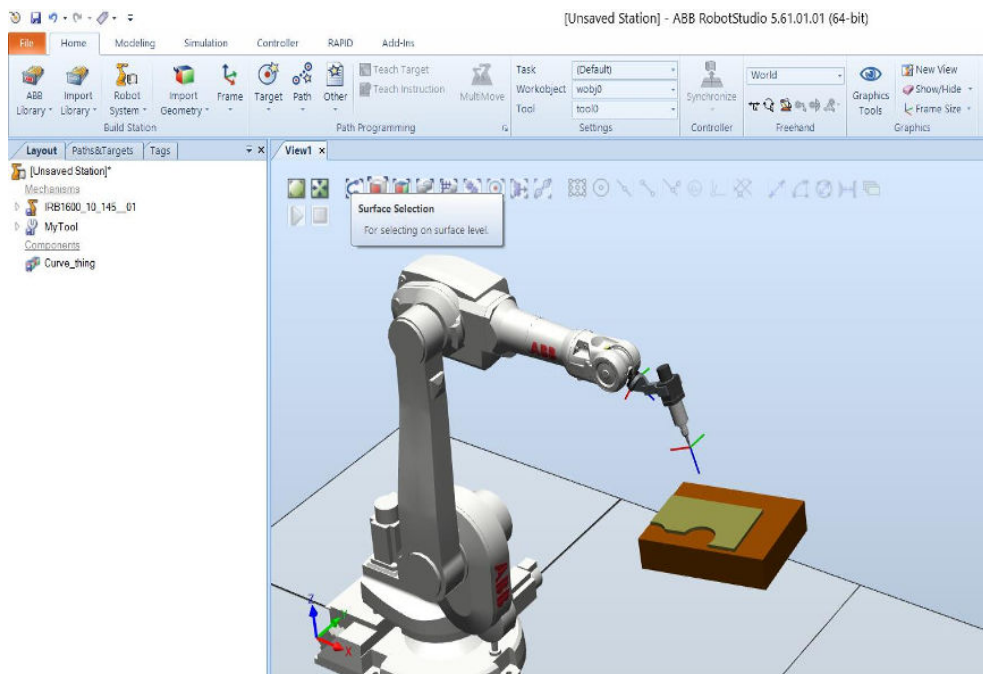 [Unsaved Station] - ABB RobotStudio 5.61.01.01 (64-bit)
File Home Modeling Simulation Controller RAPID Add-Ins
ABB Library Import Library Robot System Import Geometry Frame Target Path Other Teach Target Teach Instruction MultiMove Task (Default) Workobject wobj0 Tool tool0 Synchronize World Graphics Tools New View Show/Hide Frame Size
Build Station Path Programming Settings Controller Freehand Graphics
Layout Paths&Targets Tags View1
[Unsaved Station]*
Mechanisms
IRB1600_10_145__01
MyTool
Components
Curve_thing
Surface Selection
For selecting on surface level.
ABB
ABB
Z
Y
X